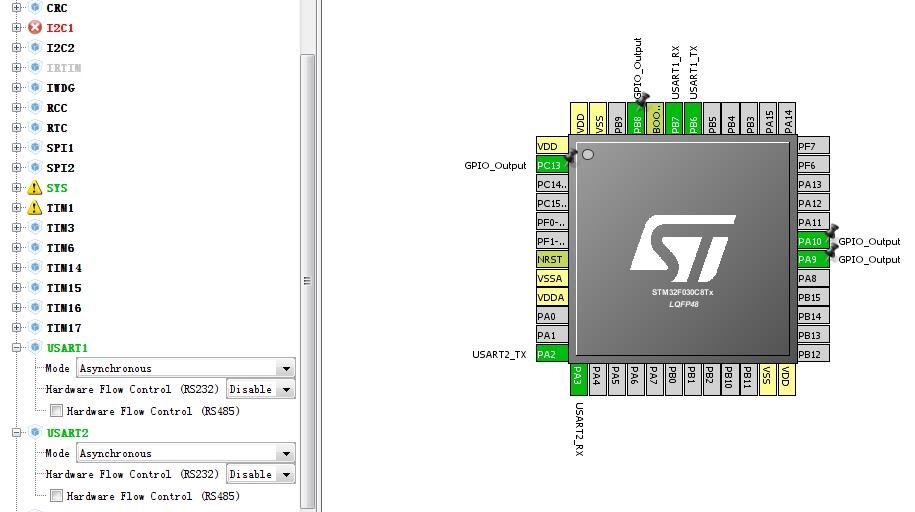 CRC
I2C1
I2C2
IRTIM
IWDG
RCC
RTC
SPI1
SPI2
SYS
TIM1
TIM3
TIM6
TIM14
TIM15
TIM16
TIM17
USART1
Mode Asynchronous
Hardware Flow Control (RS232) Disable
Hardware Flow Control (RS485)
USART2
Mode Asynchronous
Hardware Flow Control (RS232) Disable
Hardware Flow Control (RS485)
GPIO_Output
USART1_RX
USART1_TX
VDD
VSS
PB9
PB8
BOO..
PB7
PB6
PB5
PB4
PB3
PA15
PA14
VDD
GPIO_Output PC13
PC14..
PC15..
PF0-..
PF1-..
NRST
VSSA
VDDA
PA0
PA1
USART2_TX PA2
ST
STM32F030C8Tx
LQFP48
PF7
PF6
PA13
PA12
PA11
PA10 GPIO_Output
PA9 GPIO_Output
PA8
PB15
PB14
PB13
PB12
PA3
PA4
PA5
PA6
PA7
PB0
PB1
PB2
PB10
PB11
VSS
VDD
USART2_RX